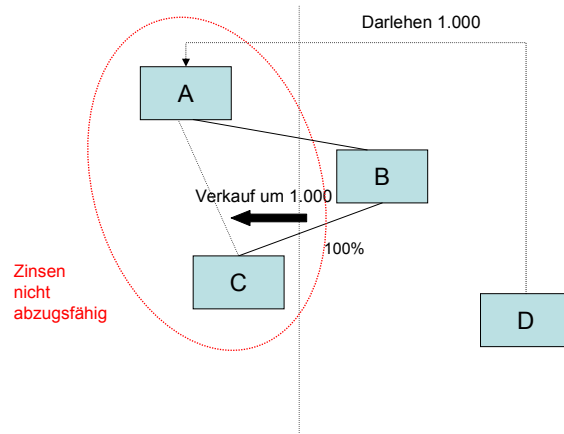 Darlehen 1.000
A
B
Verkauf um 1.000
100%
C
Zinsen
nicht
abzugsfähig
D